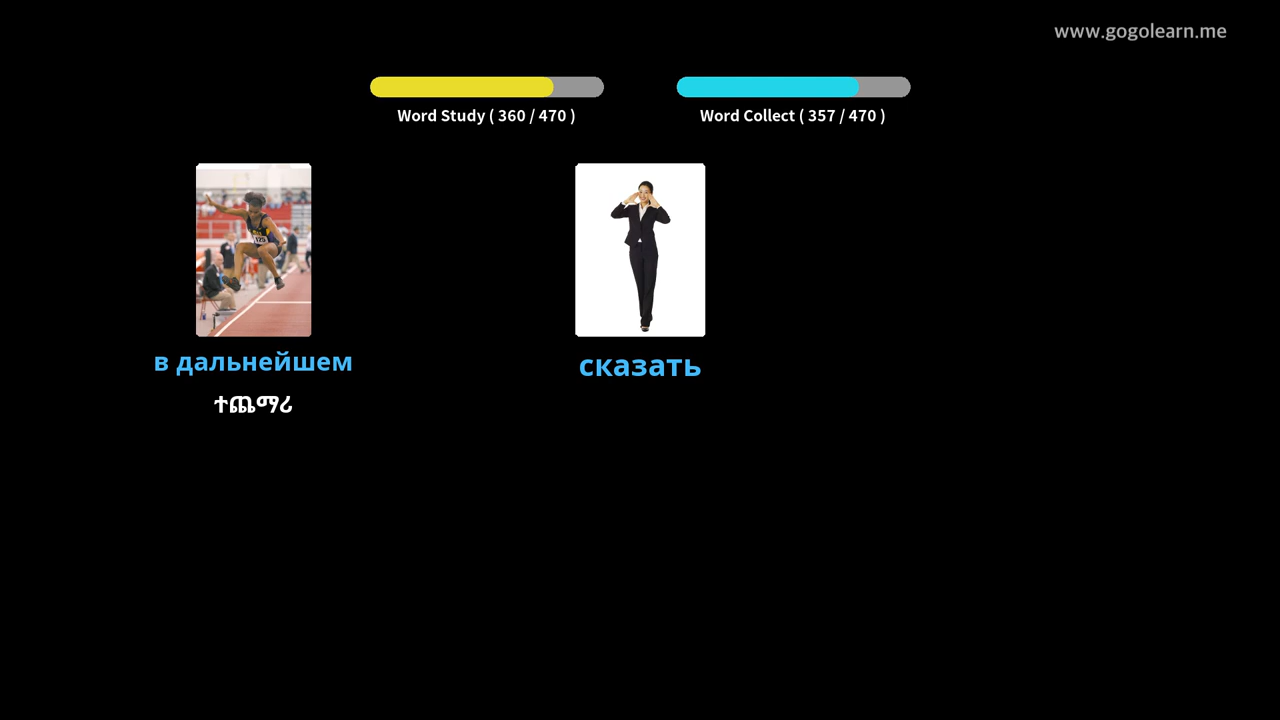 www.gogolearn.me
Word Study ( 360 / 470 )
Word Collect ( 357 / 470 )
в дальнейшем
ተጨማሪ
сказать